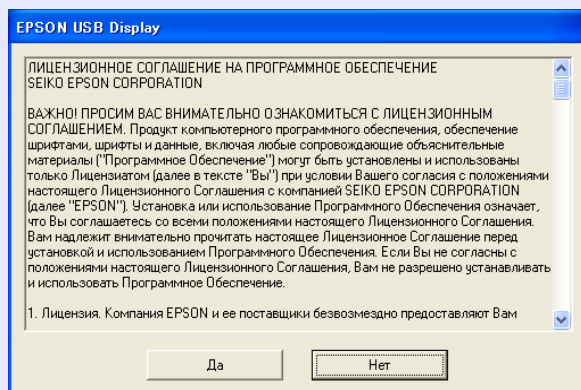 EPSON USB Display
ЛИЦЕНЗИОННОЕ СОГЛАШЕНИЕ НА ПРОГРАММНОЕ ОБЕСПЕЧЕНИЕ
SEIKO EPSON CORPORATION
ВАЖНО! ПРОСИМ ВАС ВНИМАТЕЛЬНО ОЗНАКОМИТЬСЯ С ЛИЦЕНЗИОННЫМ
СОГЛАШЕНИЕМ. Продукт компьютерного программного обеспечения, обеспечение
шрифтами, шрифты и данные, включая любые сопровождающие объяснительные
материалы ("Программное Обеспечение") могут быть установлены и использованы
только Лицензиатом (далее в тексте "Вы") при условии Вашего согласия с положениями
настоящего Лицензионного Соглашения с компанией SEIKO EPSON CORPORATION
(далее "EPSON"). Установка или использование Программного Обеспечения означает,
что Вы соглашаетесь со всеми положениями настоящего Лицензионного Соглашения.
Вам надлежит внимательно прочитать настоящее Лицензионное Соглашение перед
установкой и использованием Программного Обеспечения. Если Вы не согласны с
положениями настоящего Лицензионного Соглашения, Вам не разрешено устанавливать
и использовать Программное Обеспечение.
1. Лицензия. Компания EPSON и ее поставщики безвозмездно предоставляют Вам
Да
Нет